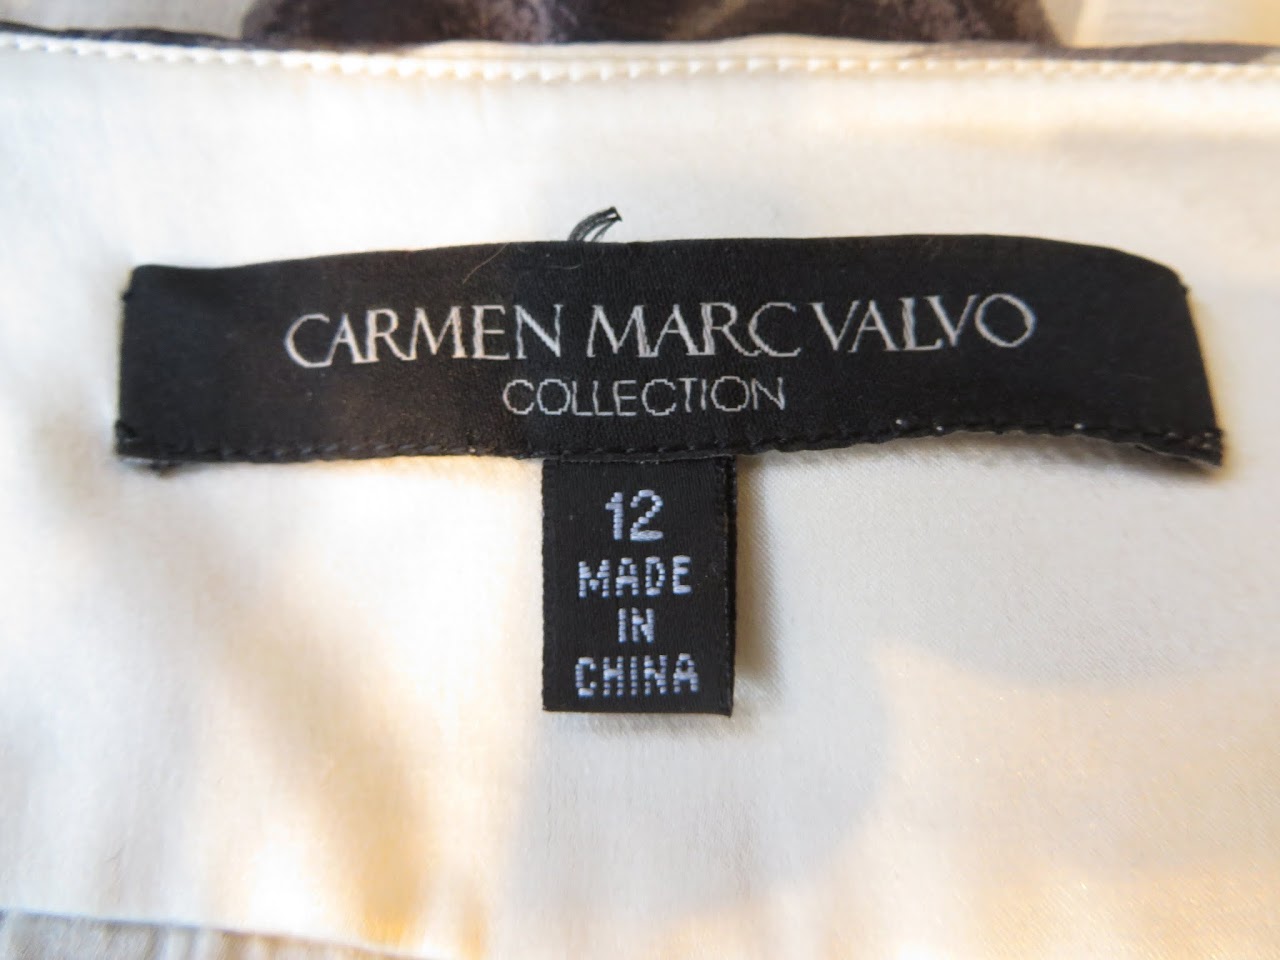 CARMEN MARC VALVO
COLLECTION
12
MADE
IN
CHINA